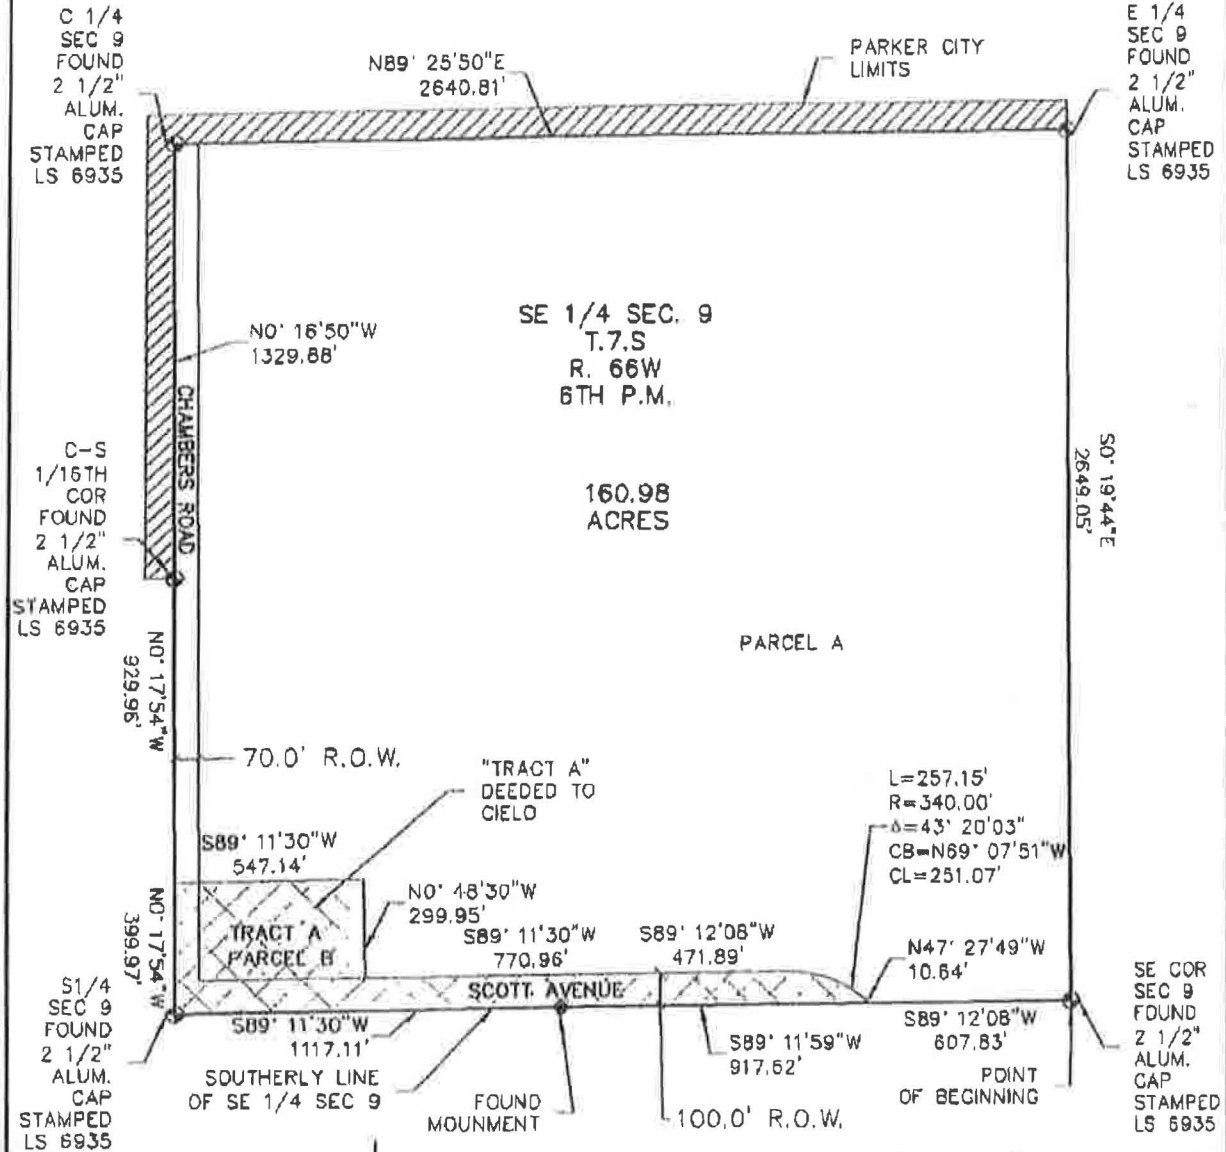 C 1/4
SEC 9
FOUND
2 1/2"
ALUM.
CAP
STAMPED
LS 6935
N89° 25'50"E
2640.81'
PARKER CITY
LIMITS
E 1/4
SEC 9
FOUND
2 1/2"
ALUM.
CAP
STAMPED
LS 6935
SE 1/4 SEC. 9
T.7.S
R. 66W
6TH P.M.
N0° 16'50"W
1329.88'
CHAMBERS ROAD
160.98
ACRES
S0° 19'44"E
2649.05'
C-S
1/16TH
COR
FOUND
2 1/2"
ALUM.
CAP
STAMPED
LS 6935
PARCEL A
N0° 17'54"W
929.96'
70.0' R.O.W.
"TRACT A"
DEEDED TO
CIELO
L=257.15'
R=340.00'
Δ=43° 20'03"
CB=N69° 07'51"W
CL=251.07'
S89° 11'30"W
547.14'
N0° 48'30"W
299.95'
N0° 17'54"W
399.97'
TRACT A
PARCEL B
S89° 11'30"W
770.96'
S89° 12'08"W
471.89'
N47° 27'49"W
10.64'
SCOTT AVENUE
S1/4
SEC 9
FOUND
2 1/2"
ALUM.
CAP
STAMPED
LS 6935
S89° 11'30"W
1117.11'
SOUTHERLY LINE
OF SE 1/4 SEC 9
FOUND
MOUNMENT
S89° 11'59"W
917.62'
100.0' R.O.W.
S89° 12'08"W
607.83'
POINT
OF BEGINNING
SE COR
SEC 9
FOUND
2 1/2"
ALUM.
CAP
STAMPED
LS 6935